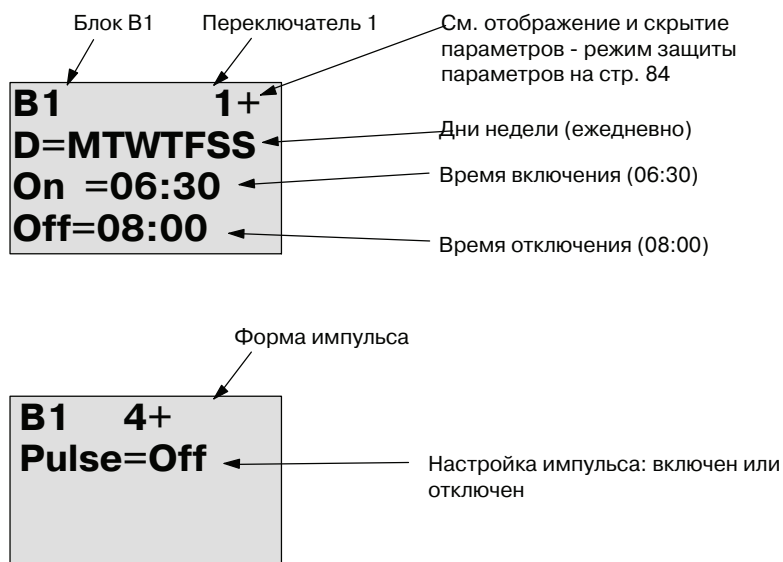 Блок B1
Переключатель 1
См. отображение и скрытие
параметров - режим защиты
параметров на стр. 84
B1 1+
D=MTWTFSS
On =06:30
Off=08:00
Дни недели (ежедневно)
Время включения (06:30)
Время отключения (08:00)
Форма импульса
B1 4+
Pulse=Off
Настройка импульса: включен или
отключен